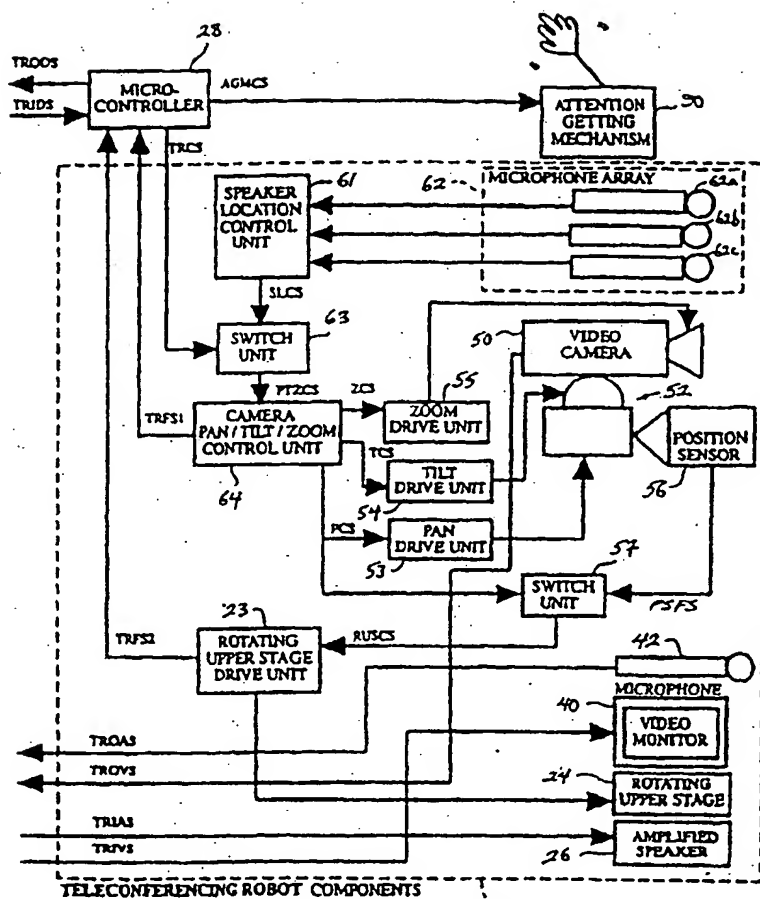 28
TRODS
TRIDS
MICRO-
CONTROLLER
AGMCS
ATTENTION
GETTING
MECHANISM
90
TRCS
61
62
MICROPHONE ARRAY
SPEAKER
LOCATION
CONTROL
UNIT
62a
62b
62c
SLCS
63
SWITCH
UNIT
50
VIDEO
CAMERA
PTZCS
ZCS
55
52
TRFS1
CAMERA
PAN / TILT / ZOOM
CONTROL UNIT
ZOOM
DRIVE UNIT
POSITION
SENSOR
TCS
64
TILT
DRIVE UNIT
54
56
PCS
PAN
DRIVE UNIT
53
57
SWITCH
UNIT
PSFS
23
TRFS2
ROTATING
UPPER STAGE
DRIVE UNIT
RUSCS
42
MICROPHONE
40
VIDEO
MONITOR
TROAS
TROVS
24
ROTATING
UPPER STAGE
TRIAS
TRIVS
26
AMPLIFIED
SPEAKER
TELECONFERENCING ROBOT COMPONENTS